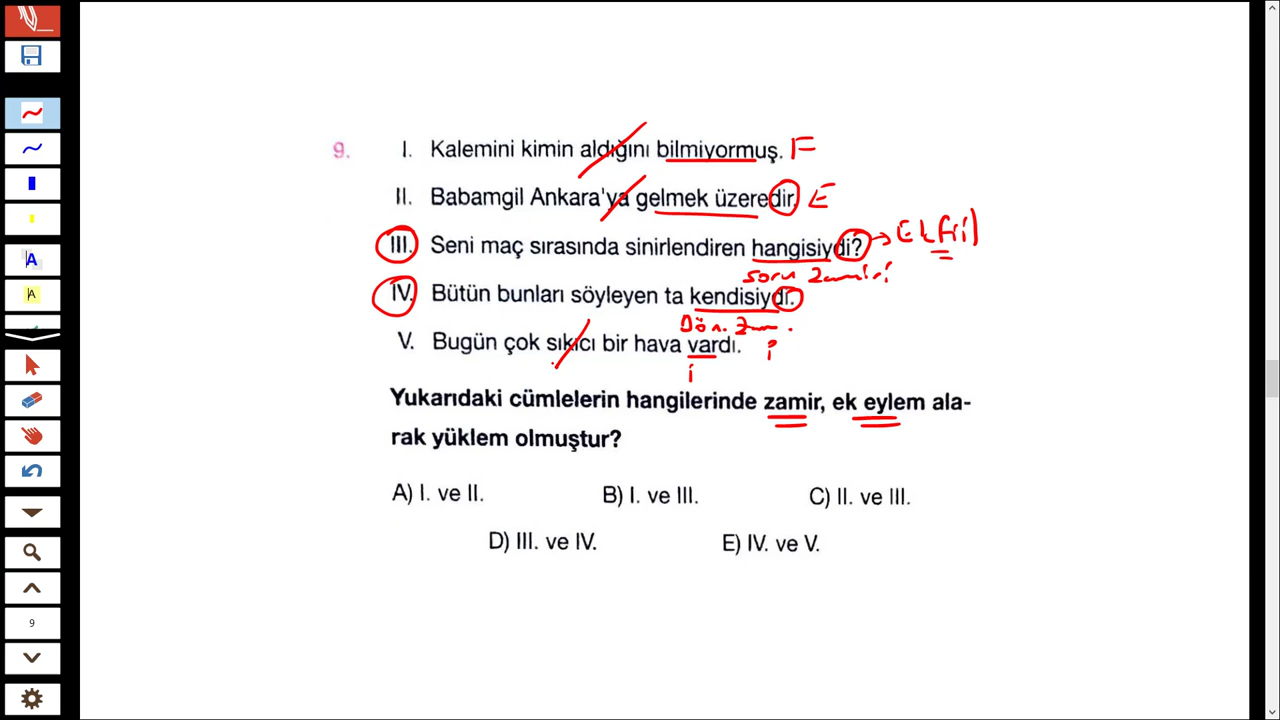 9. I. Kalemini kimin aldığını bilmiyormuş. F
II. Babamgil Ankara'ya gelmek üzeredir. E
III. Seni maç sırasında sinirlendiren hangisiydi? → Ek fiil
soru zamiri
IV. Bütün bunları söyleyen ta kendisiydi.
Dön. Zam.
V. Bugün çok sıkıcı bir hava vardı. i
i
Yukarıdaki cümlelerin hangilerinde zamir, ek eylem ala-
rak yüklem olmuştur?
A) I. ve II. B) I. ve III. C) II. ve III.
D) III. ve IV. E) IV. ve V.
A
A
9